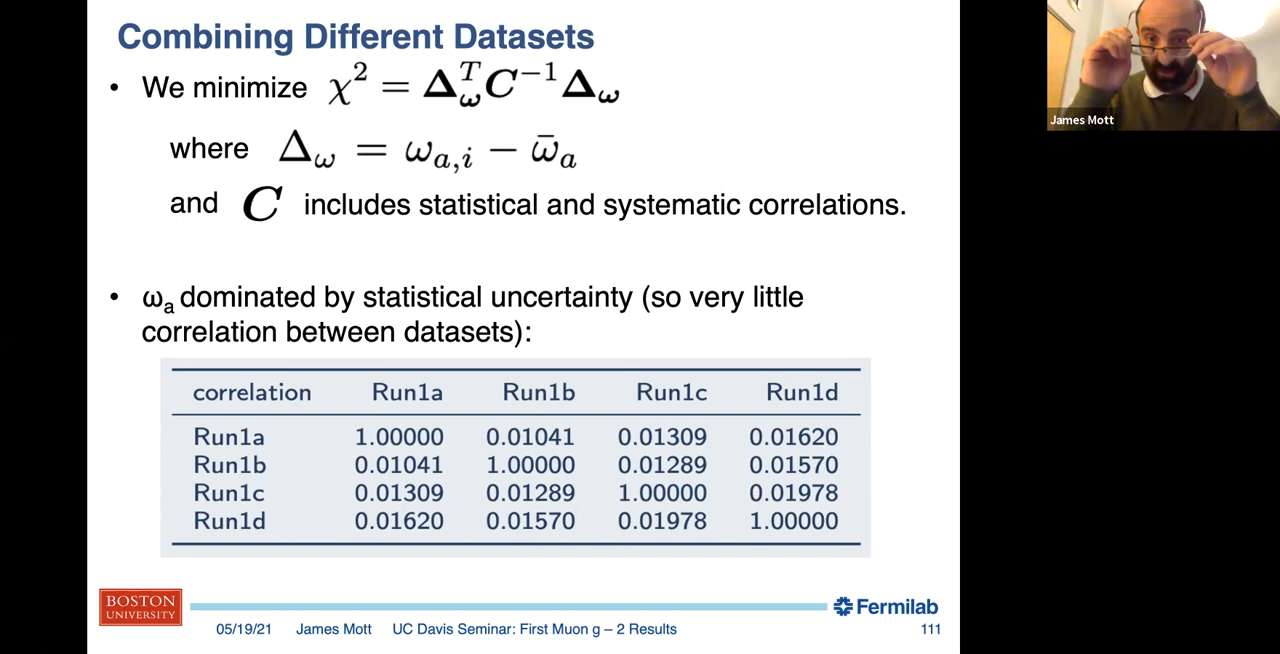 Combining Different Datasets
• We minimize χ² = Δ_ω^T C⁻¹ Δ_ω
where Δ_ω = ω_{a,i} − ω̄_a
and C includes statistical and systematic correlations.
• ω_a dominated by statistical uncertainty (so very little
correlation between datasets):
correlation Run1a Run1b Run1c Run1d
Run1a 1.00000 0.01041 0.01309 0.01620
Run1b 0.01041 1.00000 0.01289 0.01570
Run1c 0.01309 0.01289 1.00000 0.01978
Run1d 0.01620 0.01570 0.01978 1.00000
BOSTON
UNIVERSITY
Fermilab
05/19/21 James Mott UC Davis Seminar: First Muon g – 2 Results 111
James Mott